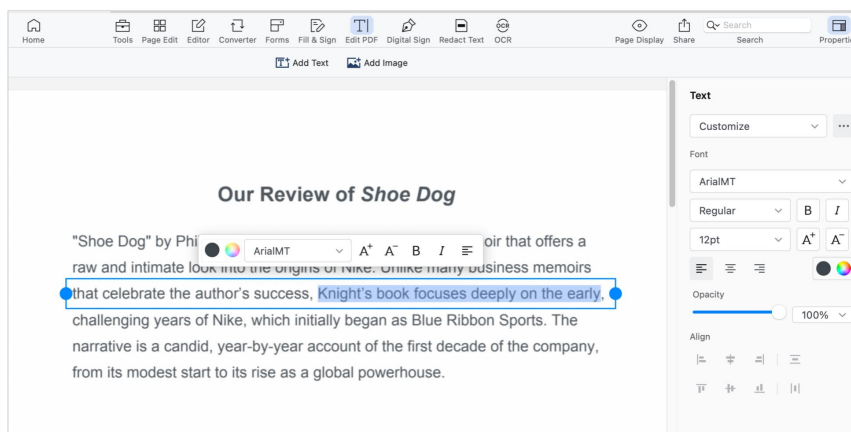 Home
Tools
Page Edit
Editor
Converter
Forms
Fill & Sign
Edit PDF
Digital Sign
Redact Text
OCR
Page Display
Share
Search
Search
Add Text
Add Image
Our Review of Shoe Dog
"Shoe Dog" by oir that offers a
ArialMT A+ A- B I
raw and intimate look into the origins of Nike. Unlike many business memoirs
that celebrate the author's success, Knight's book focuses deeply on the early,
challenging years of Nike, which initially began as Blue Ribbon Sports. The
narrative is a candid, year-by-year account of the first decade of the company,
from its modest start to its rise as a global powerhouse.
Text
Customize
Font
ArialMT
Regular B I
12pt A+ A-
Opacity
100%
Align